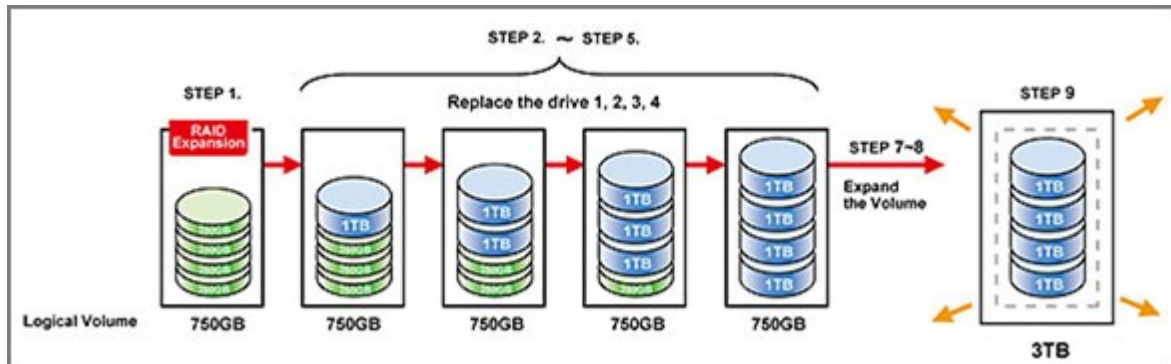 STEP 2. ～ STEP 5.
STEP 1.
Replace the drive 1, 2, 3, 4
STEP 9
RAID
Expansion
STEP 7~8
Expand
the Volume
1TB
1TB
1TB
1TB
1TB
1TB
1TB
1TB
1TB
1TB
1TB
1TB
1TB
1TB
Logical Volume
750GB
750GB
750GB
750GB
750GB
3TB